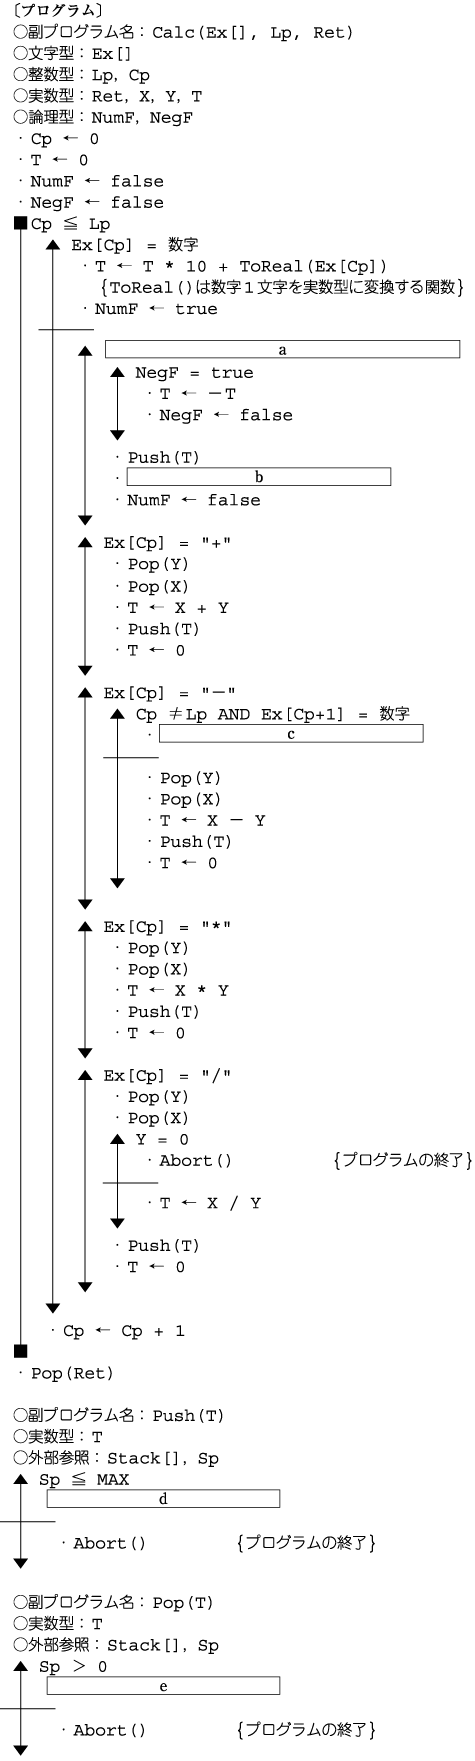 〔プログラム〕
○副プログラム名：Calc(Ex[], Lp, Ret)
○文字型：Ex[]
○整数型：Lp, Cp
○実数型：Ret, X, Y, T
○論理型：NumF, NegF
・Cp ← 0
・T ← 0
・NumF ← false
・NegF ← false
■Cp ≦ Lp
Ex[Cp] = 数字
・T ← T * 10 + ToReal(Ex[Cp])
{ToReal()は数字１文字を実数型に変換する関数}
・NumF ← true
a
NegF = true
・T ← －T
・NegF ← false
・Push(T)
・b
・NumF ← false
Ex[Cp] = "+"
・Pop(Y)
・Pop(X)
・T ← X + Y
・Push(T)
・T ← 0
Ex[Cp] = "－"
Cp ≠Lp AND Ex[Cp+1] = 数字
・c
・Pop(Y)
・Pop(X)
・T ← X － Y
・Push(T)
・T ← 0
Ex[Cp] = "*"
・Pop(Y)
・Pop(X)
・T ← X * Y
・Push(T)
・T ← 0
Ex[Cp] = "/"
・Pop(Y)
・Pop(X)
Y = 0
・Abort() {プログラムの終了}
・T ← X / Y
・Push(T)
・T ← 0
・Cp ← Cp + 1
■
・Pop(Ret)
○副プログラム名：Push(T)
○実数型：T
○外部参照：Stack[], Sp
Sp ≦ MAX
d
・Abort() {プログラムの終了}
○副プログラム名：Pop(T)
○実数型：T
○外部参照：Stack[], Sp
Sp ＞ 0
e
・Abort() {プログラムの終了}